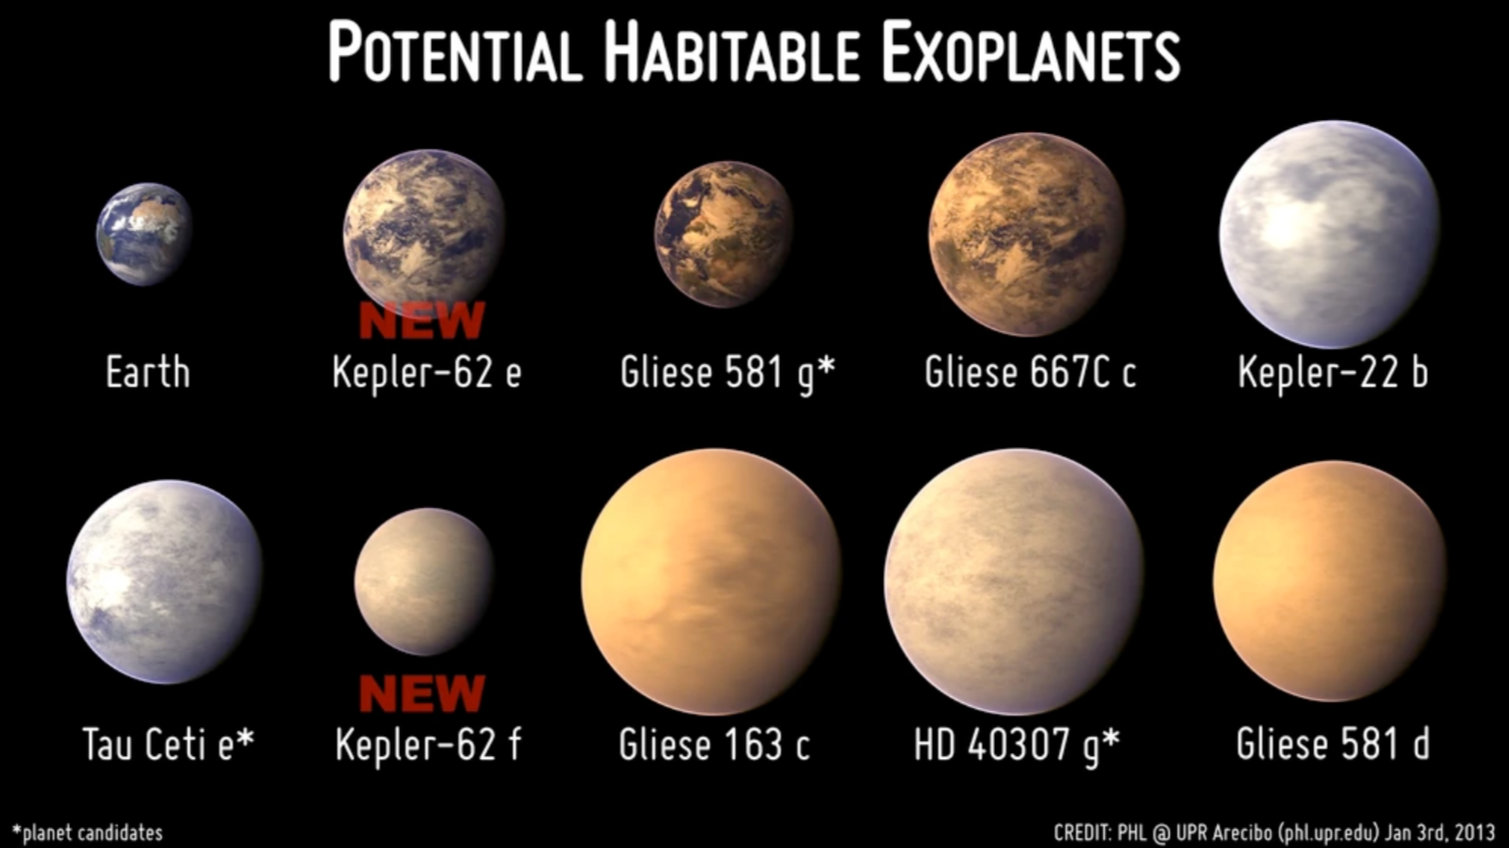 POTENTIAL HABITABLE EXOPLANETS
NEW
Earth Kepler-62 e Gliese 581 g* Gliese 667C c Kepler-22 b
NEW
Tau Ceti e* Kepler-62 f Gliese 163 c HD 40307 g* Gliese 581 d
*planet candidates CREDIT: PHL @ UPR Arecibo (phl.upr.edu) Jan 3rd, 2013